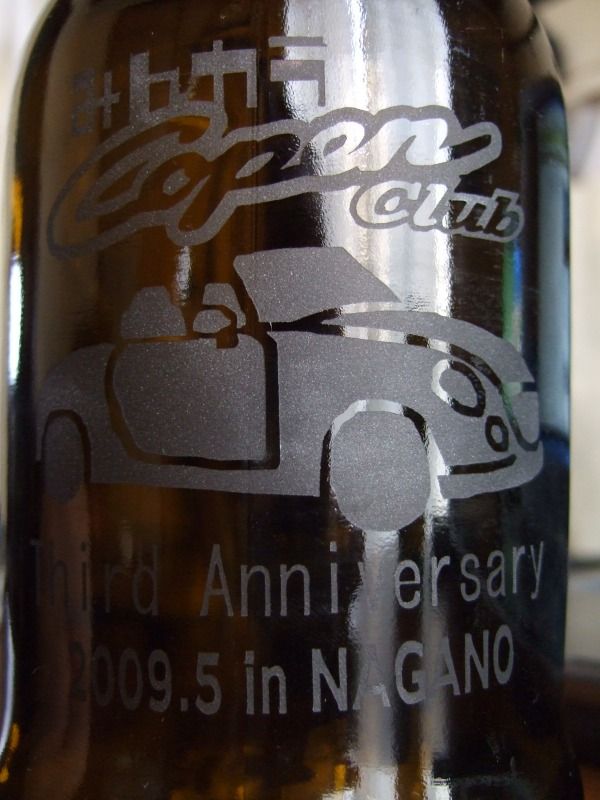 みんカラ
Copen
Club
Third Anniversary
2009.5 in NAGANO